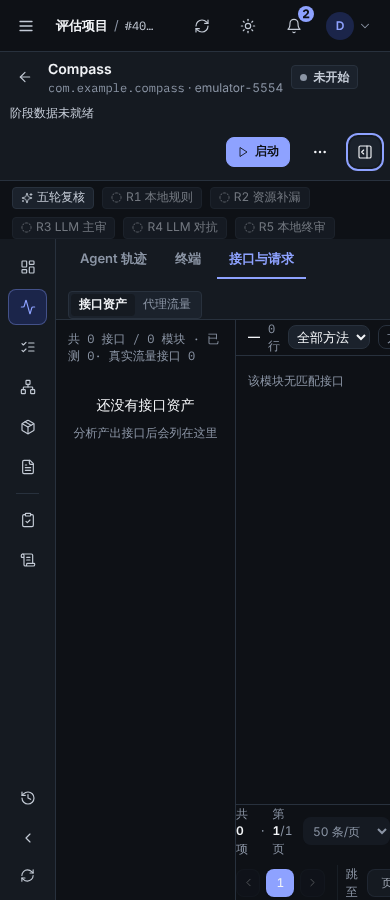 2
评估项目 / #40…
D
Compass
com.example.compass · emulator-5554
未开始
阶段数据未就绪
启动
五轮复核 R1 本地规则 R2 资源补漏
R3 LLM 主审 R4 LLM 对抗 R5 本地终审
Agent 轨迹 终端 接口与请求
接口资产 代理流量
共 0 接口 / 0 模块 · 已
测 0· 真实流量接口 0
— 0 行 全部方法
还没有接口资产
分析产出接口后会列在这里
该模块无匹配接口
共 0 项 · 第 1/1 页 50 条/页
1 跳至 页